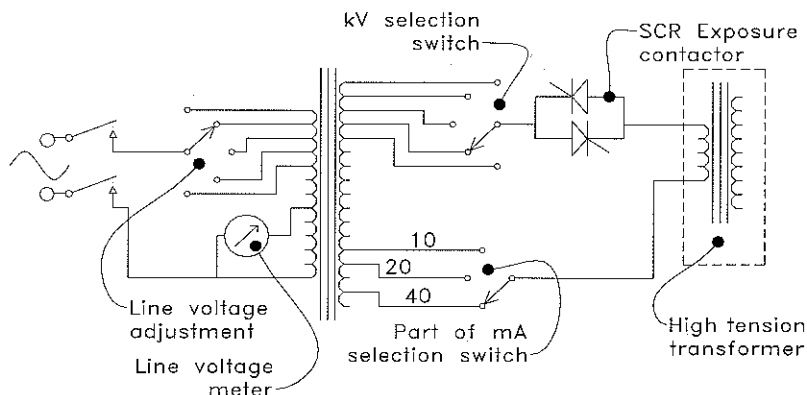 kV selection
switch
SCR Exposure
contactor
10
20
40
Line voltage
adjustment
Part of mA
selection switch
High tension
transformer
Line voltage
meter